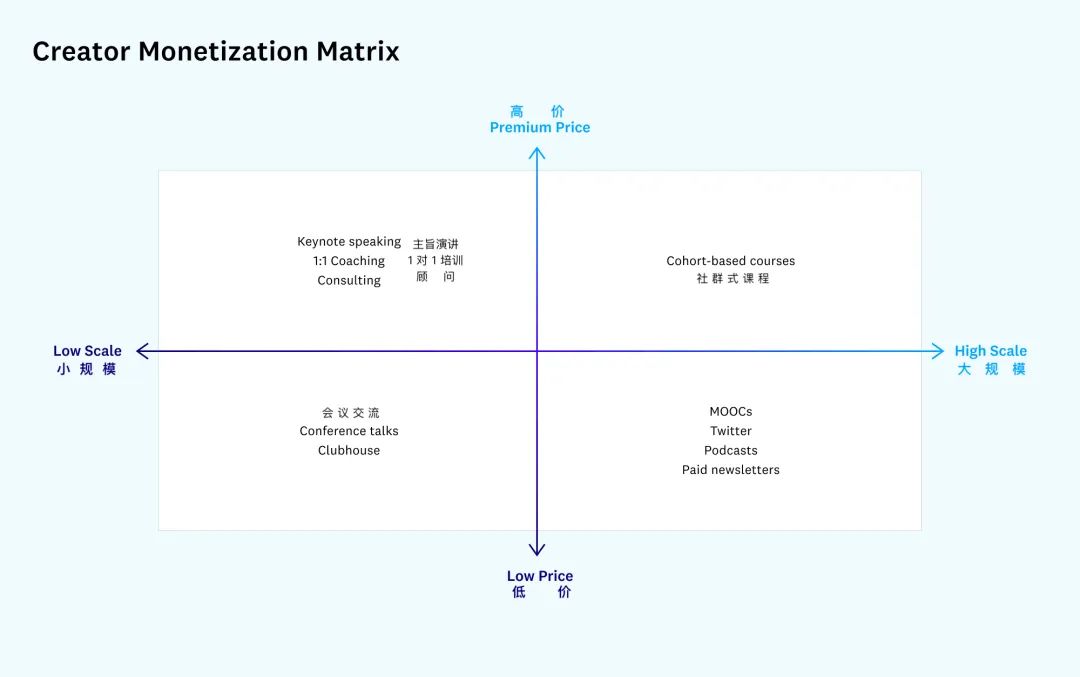 Creator Monetization Matrix
高 价
Premium Price
Keynote speaking
1:1 Coaching
Consulting
主旨演讲
1 对 1 培训
顾 问
Cohort-based courses
社 群 式 课 程
Low Scale
小 规 模
High Scale
大 规 模
会 议 交 流
Conference talks
Clubhouse
MOOCs
Twitter
Podcasts
Paid newsletters
Low Price
低 价